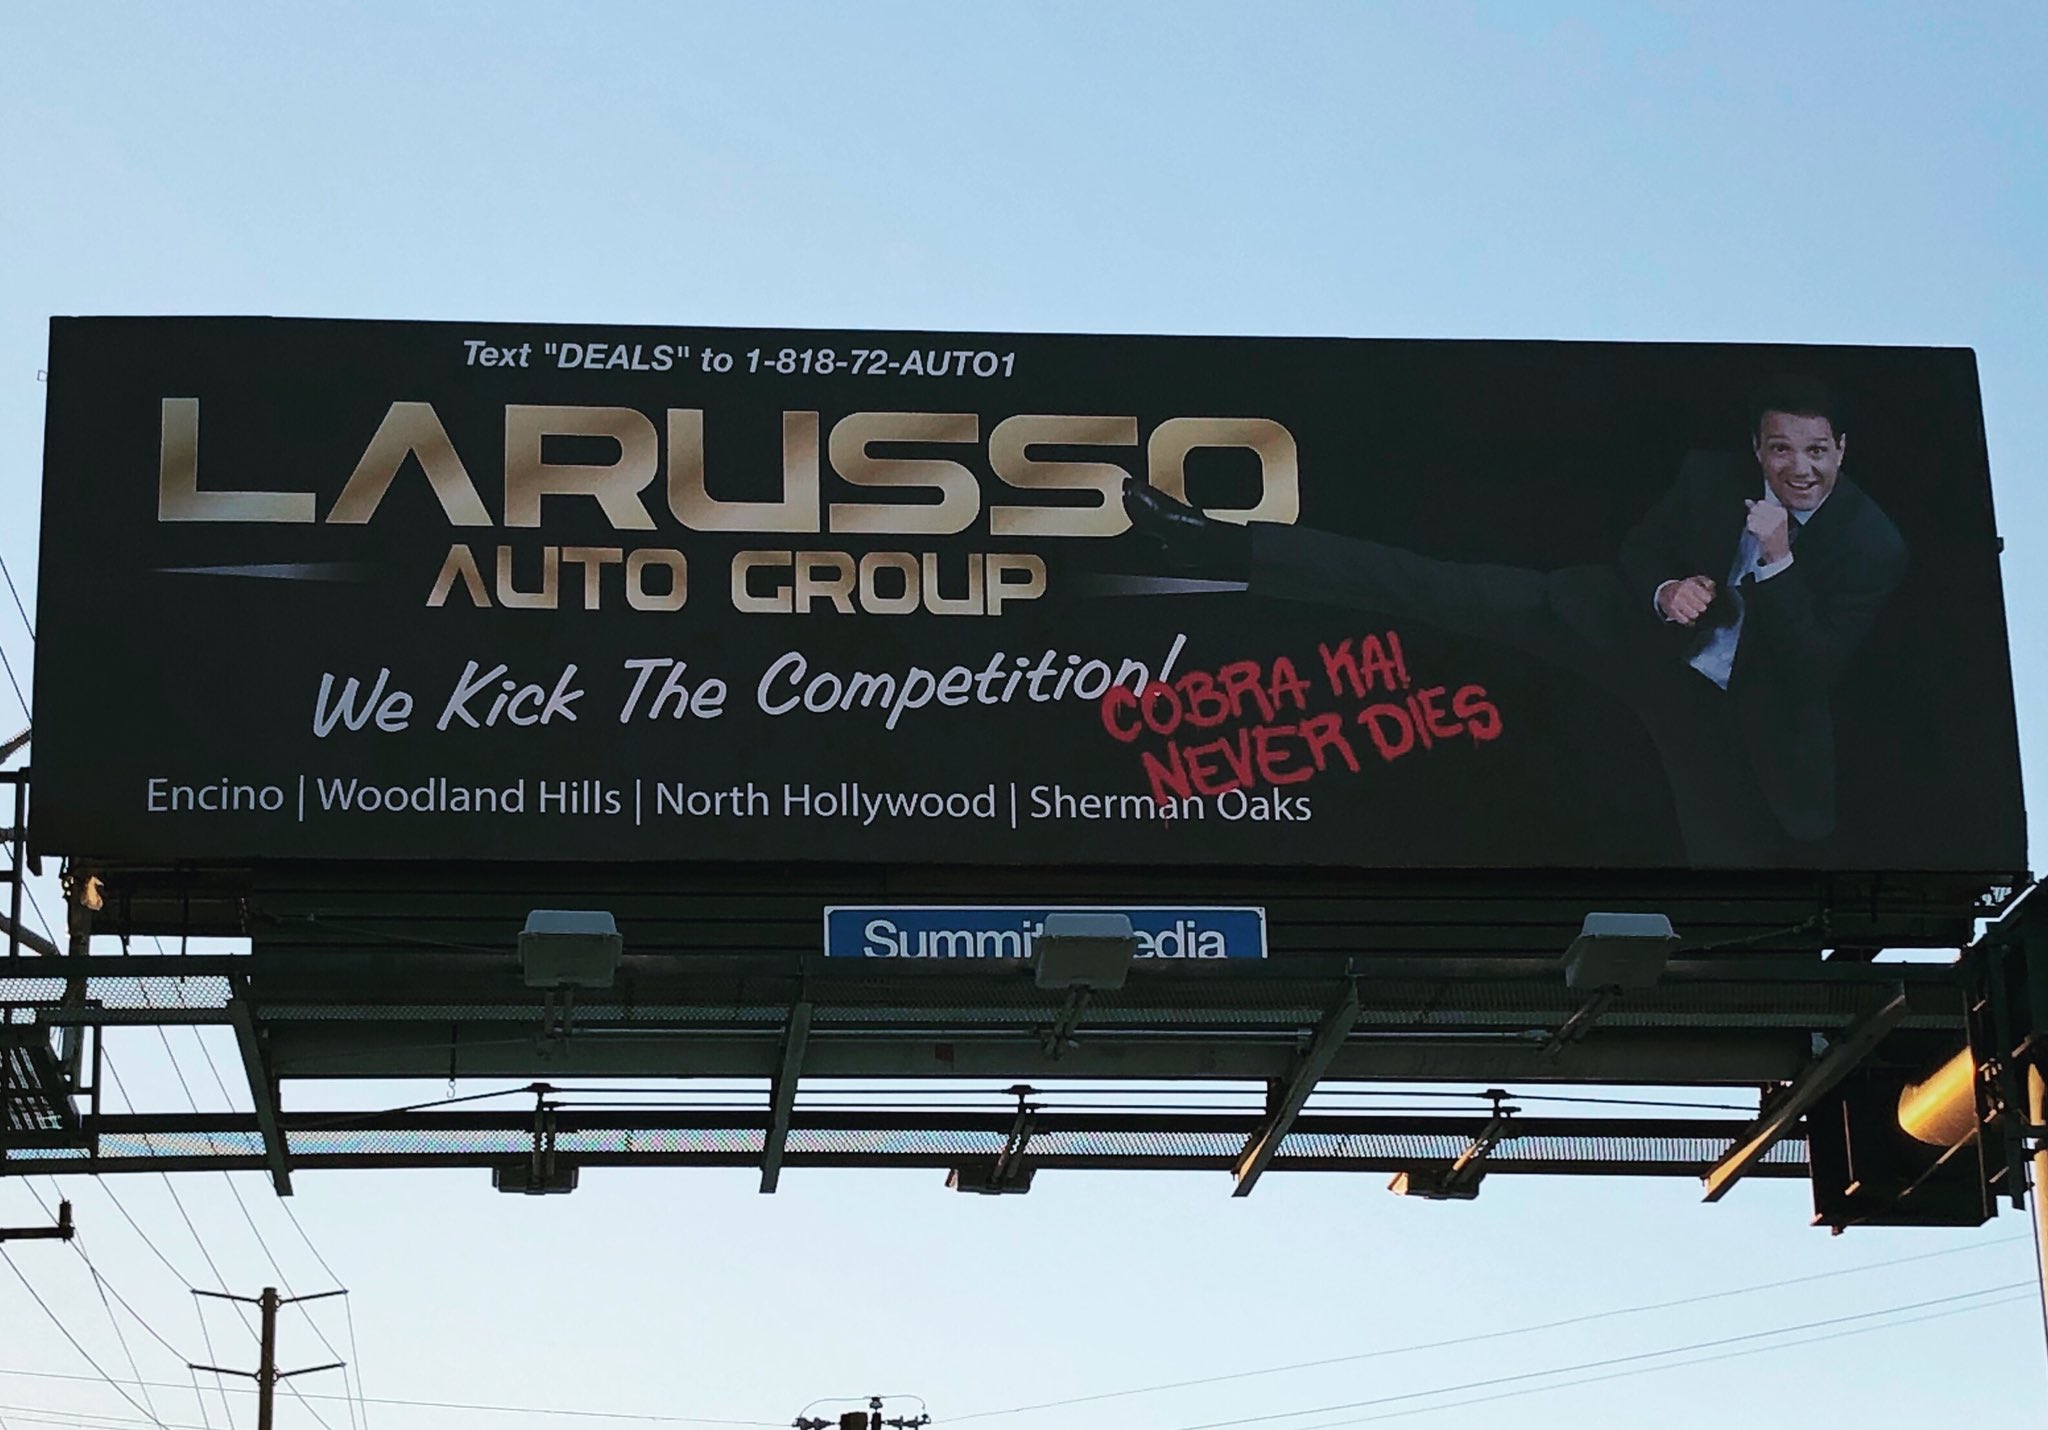 Text "DEALS" to 1-818-72-AUTO1
LARUSSO
AUTO GROUP
We Kick The Competition!
COBRA KAI
NEVER DIES
Encino | Woodland Hills | North Hollywood | Sherman Oaks